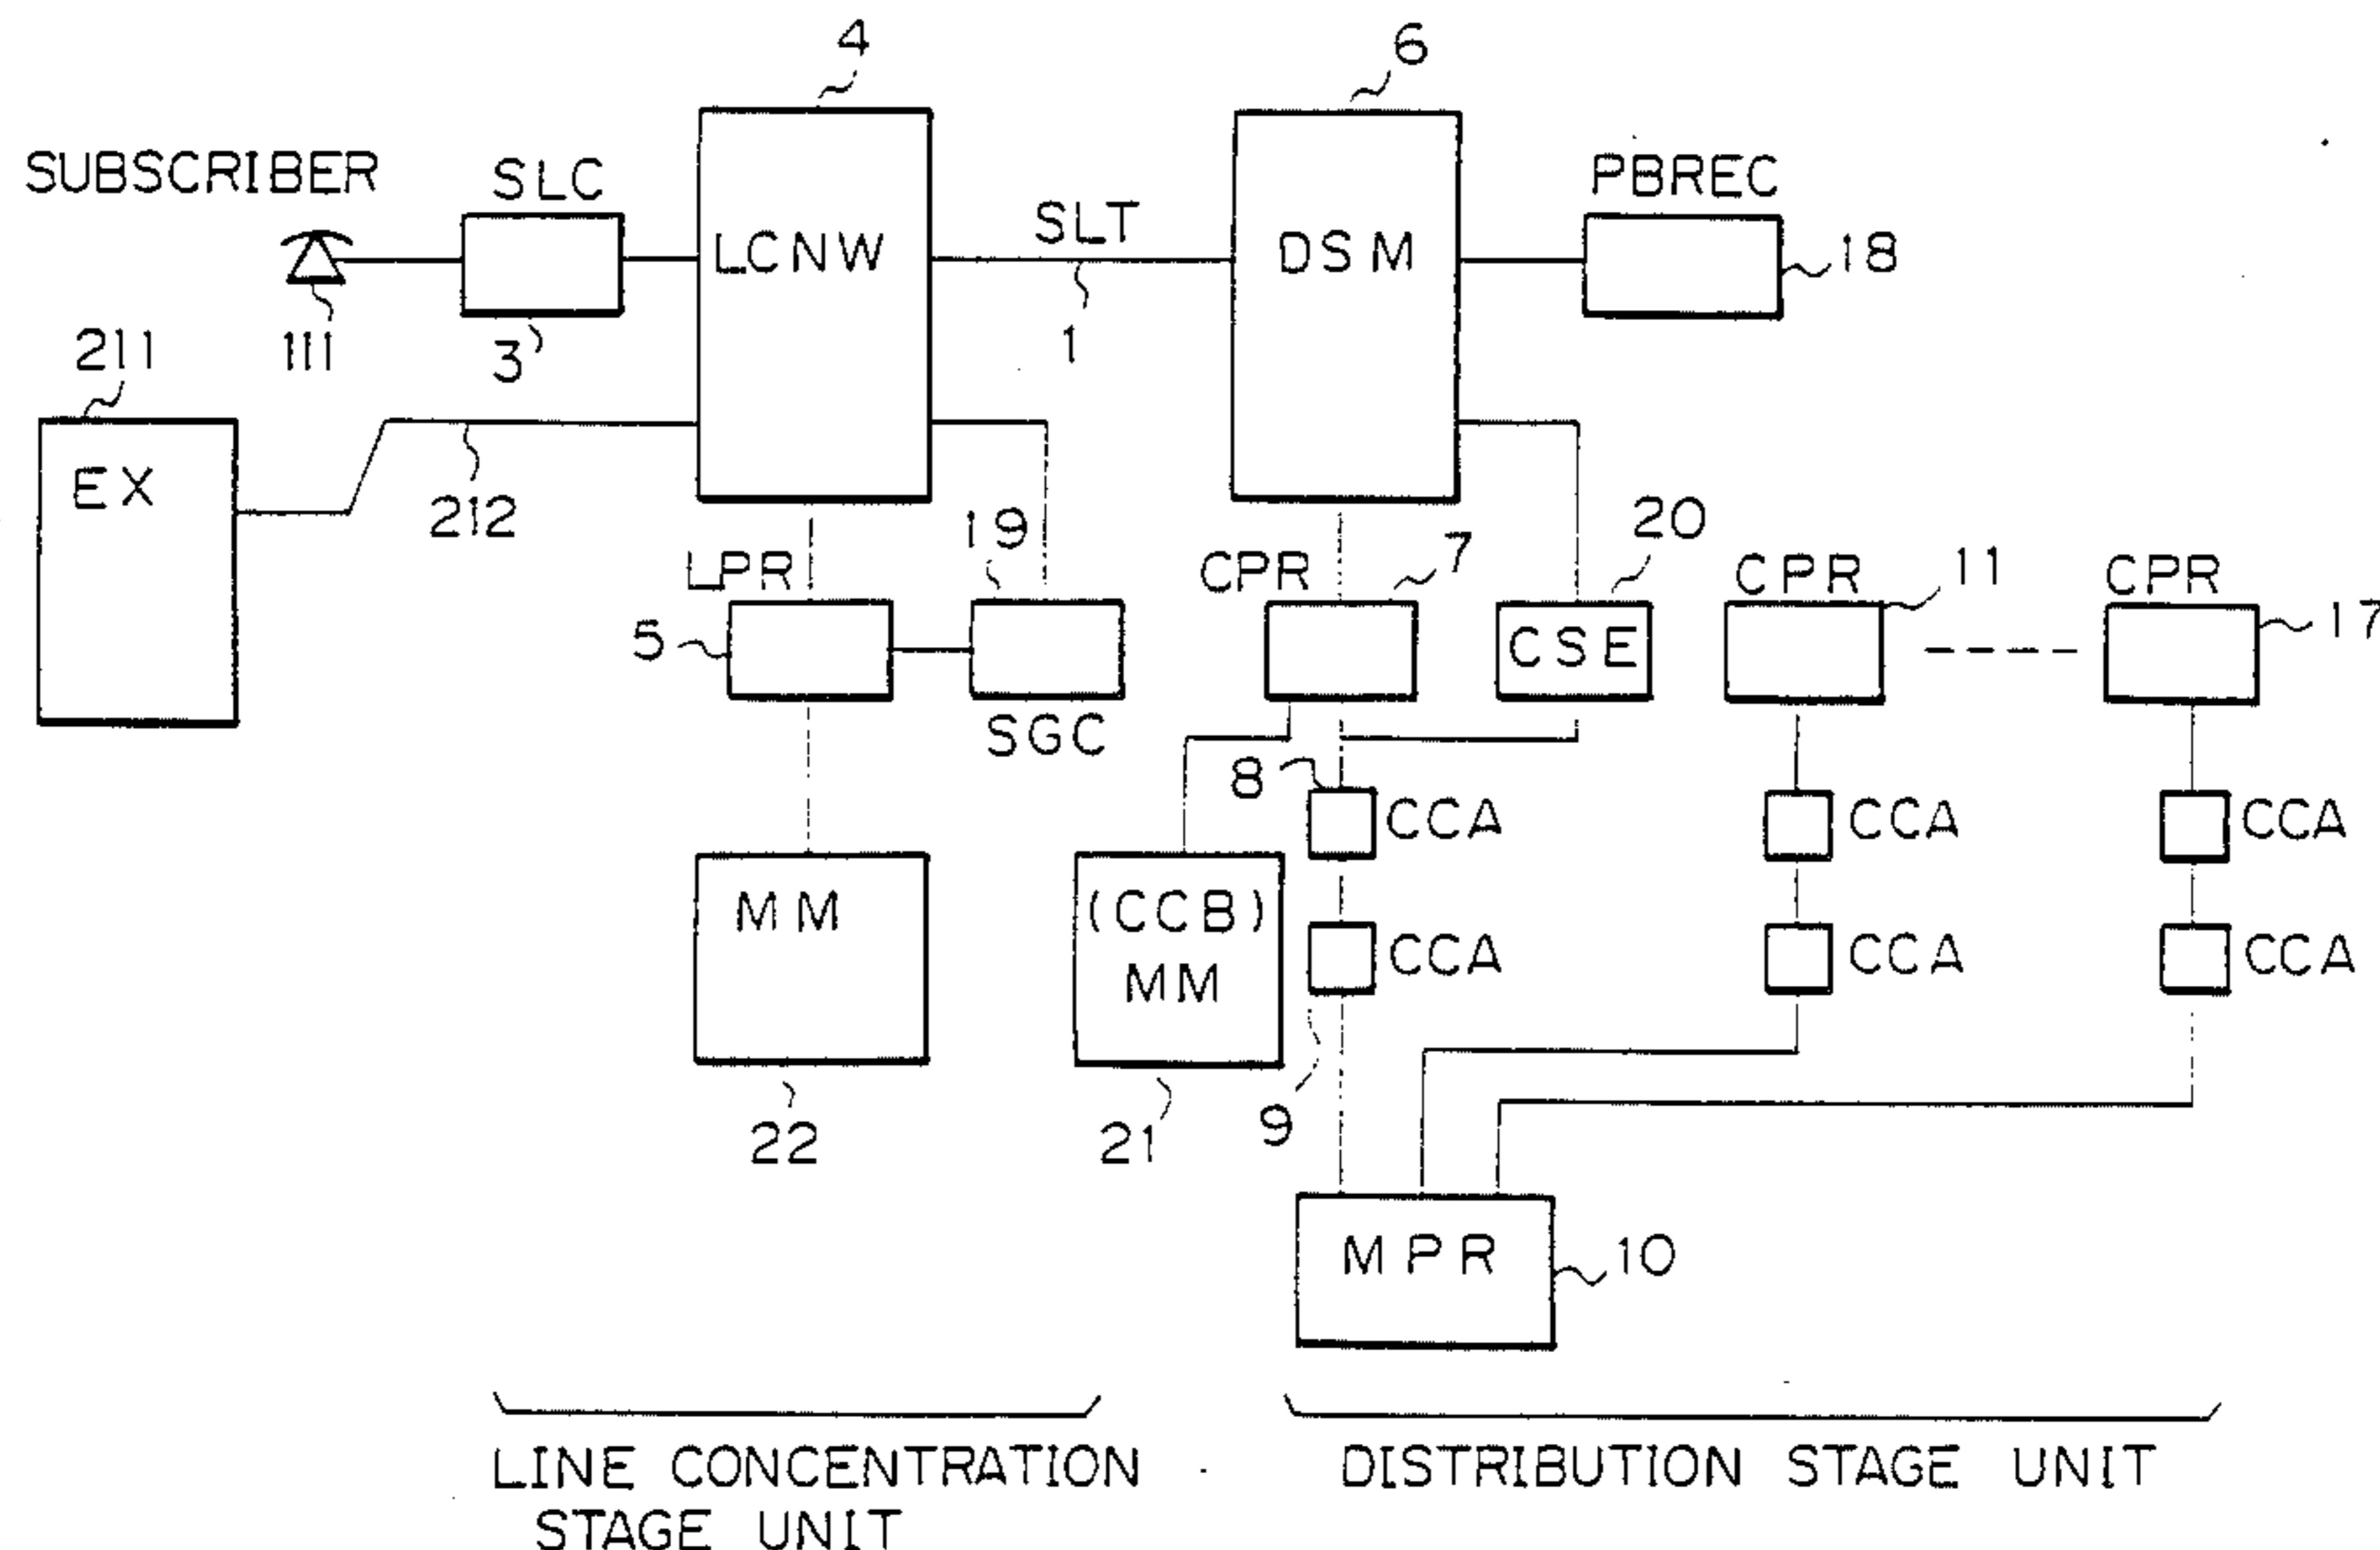 4
6
SUBSCRIBER
SLC
PBREC
LCNW
SLT
DSM
18
211
111
3
1
EX
212
19
20
LPR
CPR
7
CPR
11
CPR
5
CSE
17
SGC
8
CCA
CCA
CCA
MM
(CCB)
MM
CCA
CCA
CCA
22
21
9
MPR
10
LINE CONCENTRATION
STAGE UNIT
DISTRIBUTION STAGE UNIT